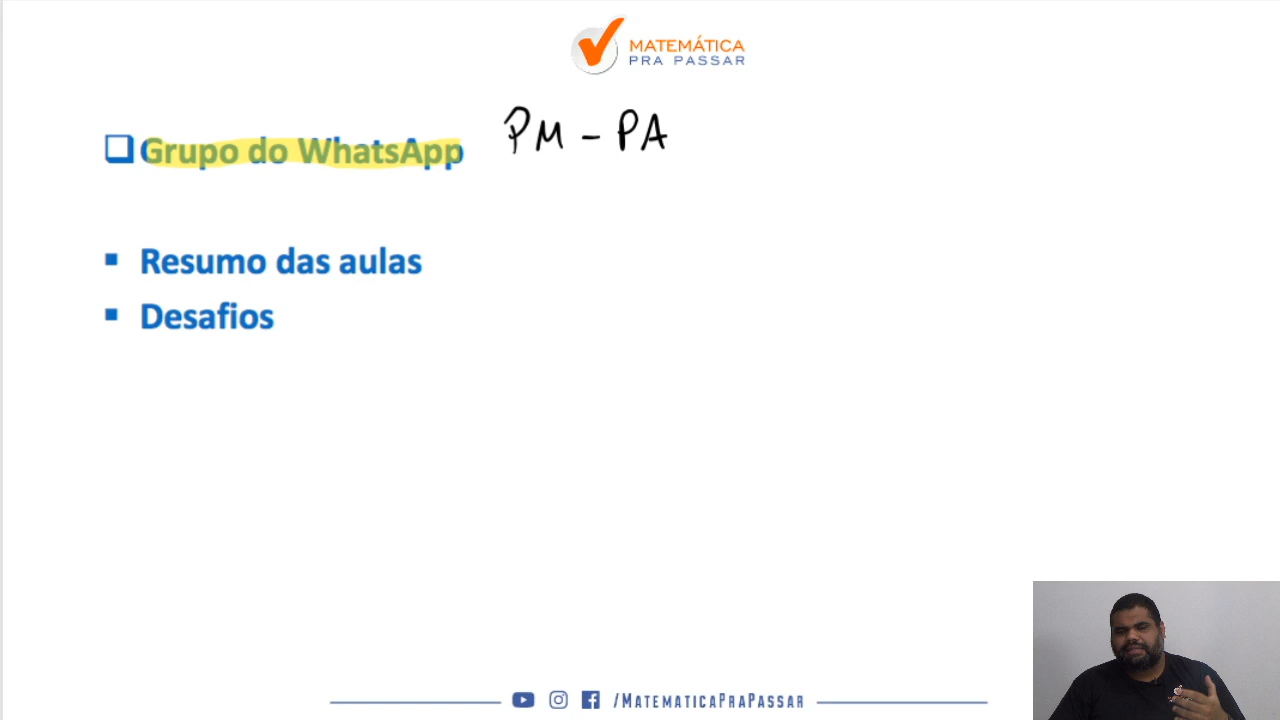 MATEMÁTICA
PRA PASSAR
Grupo do WhatsApp PM - PA
Resumo das aulas
Desafios
/MatematicaPraPassar